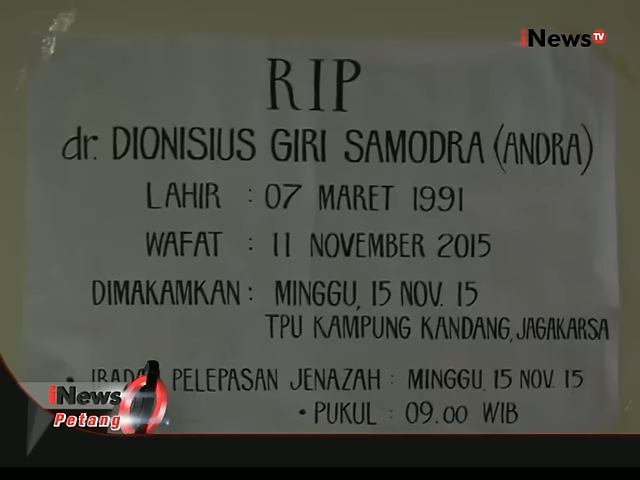 iNews TV
RIP
dr. DIONISIUS GIRI SAMODRA (ANDRA)
LAHIR : 07 MARET 1991
WAFAT : 11 NOVEMBER 2015
DIMAKAMKAN : MINGGU, 15 NOV. 15
TPU KAMPUNG KANDANG, JAGAKARSA
• PELEPASAN JENAZAH : MINGGU, 15 NOV. 15
• PUKUL : 09.00 WIB
iNews
Petang